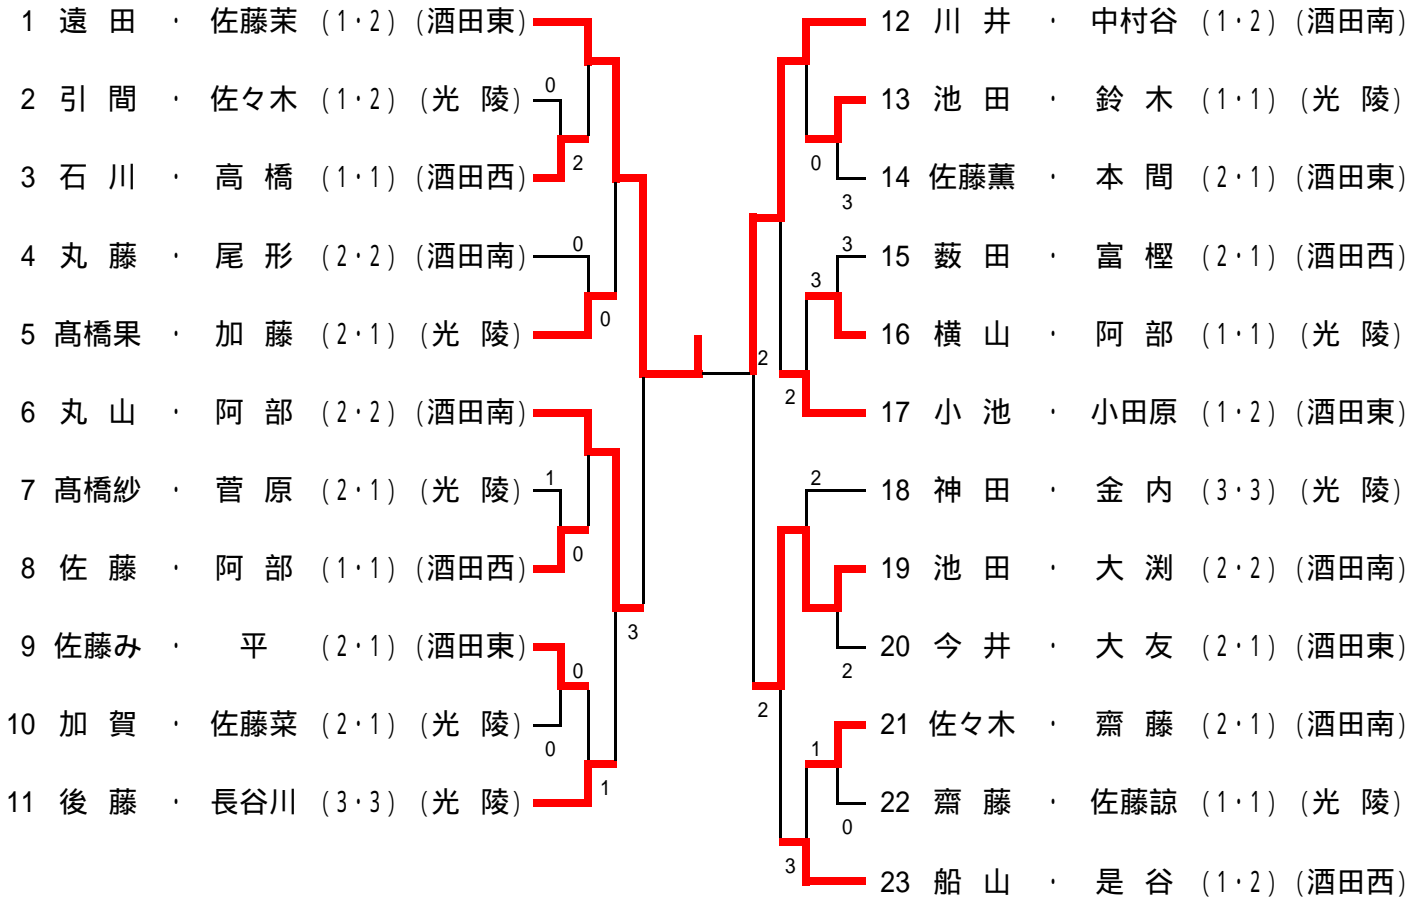 1 遠田 ・ 佐藤茉 (1・2) (酒田東)
2 引間 ・ 佐々木 (1・2) (光陵) 0
2
3 石川 ・ 高橋 (1・1) (酒田西)
4 丸藤 ・ 尾形 (2・2) (酒田南) 0
0
5 髙橋果 ・ 加藤 (2・1) (光陵)
6 丸山 ・ 阿部 (2・2) (酒田南)
7 髙橋紗 ・ 菅原 (2・1) (光陵) 1
0
8 佐藤 ・ 阿部 (1・1) (酒田西)
3
9 佐藤み ・ 平 (2・1) (酒田東)
0
10 加賀 ・ 佐藤菜 (2・1) (光陵) 0
1
11 後藤 ・ 長谷川 (3・3) (光陵)
12 川井 ・ 中村谷 (1・2) (酒田南)
13 池田 ・ 鈴木 (1・1) (光陵)
0
14 佐藤薫 ・ 本間 (2・1) (酒田東)
3
3
15 薮田 ・ 富樫 (2・1) (酒田西)
3
16 横山 ・ 阿部 (1・1) (光陵)
2
2
17 小池 ・ 小田原 (1・2) (酒田東)
2
18 神田 ・ 金内 (3・3) (光陵)
19 池田 ・ 大渕 (2・2) (酒田南)
20 今井 ・ 大友 (2・1) (酒田東)
2
2
21 佐々木 ・ 齋藤 (2・1) (酒田南)
1
22 齋藤 ・ 佐藤諒 (1・1) (光陵)
0
3
23 船山 ・ 是谷 (1・2) (酒田西)